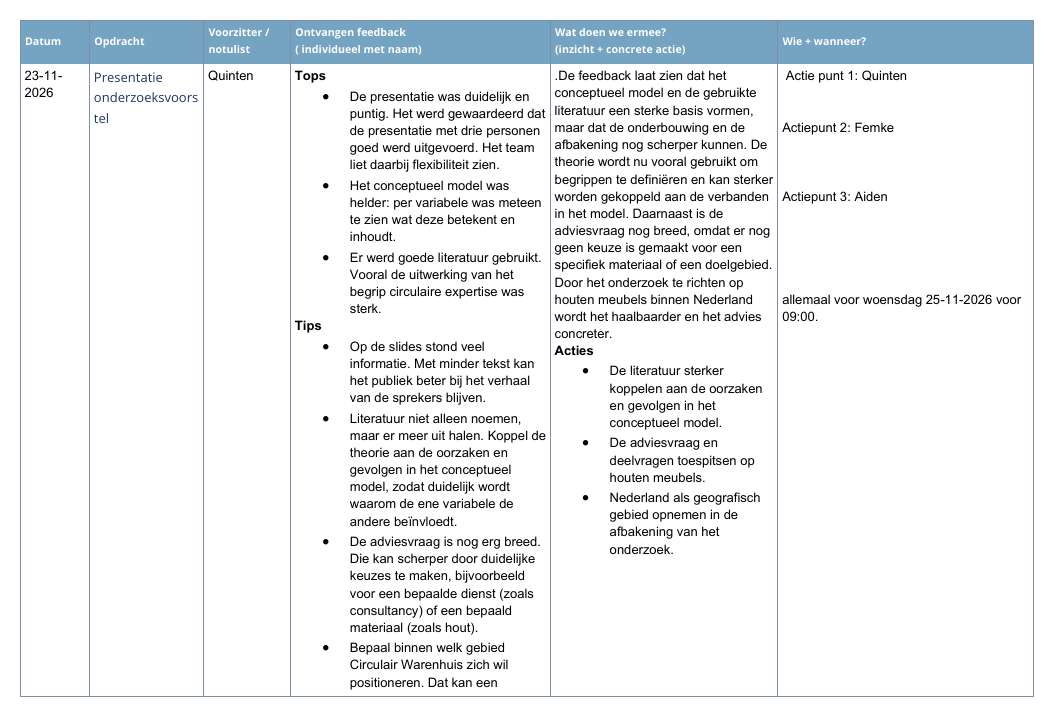 Datum
Opdracht
Voorzitter /
notulist
Ontvangen feedback
( individueel met naam)
Wat doen we ermee?
(inzicht + concrete actie)
Wie + wanneer?
23-11-
2026
Presentatie
onderzoeksvoors
tel
Quinten
Tops
● De presentatie was duidelijk en
puntig. Het werd gewaardeerd dat
de presentatie met drie personen
goed werd uitgevoerd. Het team
liet daarbij flexibiliteit zien.
● Het conceptueel model was
helder: per variabele was meteen
te zien wat deze betekent en
inhoudt.
● Er werd goede literatuur gebruikt.
Vooral de uitwerking van het
begrip circulaire expertise was
sterk.
Tips
● Op de slides stond veel
informatie. Met minder tekst kan
het publiek beter bij het verhaal
van de sprekers blijven.
● Literatuur niet alleen noemen,
maar er meer uit halen. Koppel de
theorie aan de oorzaken en
gevolgen in het conceptueel
model, zodat duidelijk wordt
waarom de ene variabele de
andere beïnvloedt.
● De adviesvraag is nog erg breed.
Die kan scherper door duidelijke
keuzes te maken, bijvoorbeeld
voor een bepaalde dienst (zoals
consultancy) of een bepaald
materiaal (zoals hout).
● Bepaal binnen welk gebied
Circulair Warenhuis zich wil
positioneren. Dat kan een
.De feedback laat zien dat het
conceptueel model en de gebruikte
literatuur een sterke basis vormen,
maar dat de onderbouwing en de
afbakening nog scherper kunnen. De
theorie wordt nu vooral gebruikt om
begrippen te definiëren en kan sterker
worden gekoppeld aan de verbanden
in het model. Daarnaast is de
adviesvraag nog breed, omdat er nog
geen keuze is gemaakt voor een
specifiek materiaal of een doelgebied.
Door het onderzoek te richten op
houten meubels binnen Nederland
wordt het haalbaarder en het advies
concreter.
Acties
● De literatuur sterker
koppelen aan de oorzaken
en gevolgen in het
conceptueel model.
● De adviesvraag en
deelvragen toespitsen op
houten meubels.
● Nederland als geografisch
gebied opnemen in de
afbakening van het
onderzoek.
Actie punt 1: Quinten
Actiepunt 2: Femke
Actiepunt 3: Aiden
allemaal voor woensdag 25-11-2026 voor
09:00.